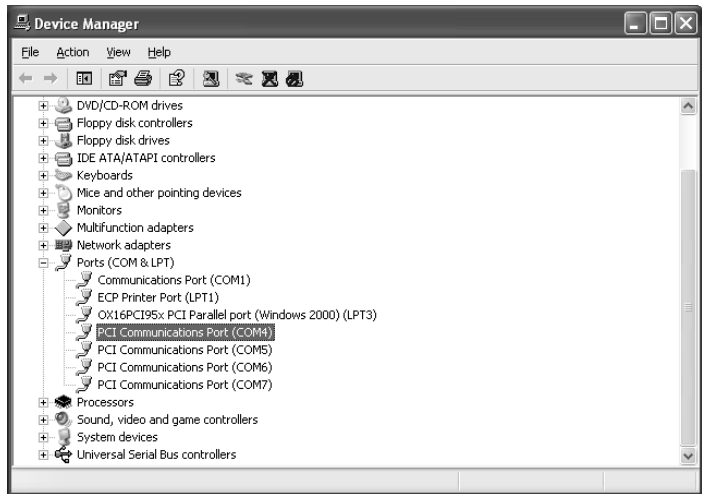 Device Manager
File Action View Help
DVD/CD-ROM drives
Floppy disk controllers
Floppy disk drives
IDE ATA/ATAPI controllers
Keyboards
Mice and other pointing devices
Monitors
Multifunction adapters
Network adapters
Ports (COM & LPT)
Communications Port (COM1)
ECP Printer Port (LPT1)
OX16PCI95x PCI Parallel port (Windows 2000) (LPT3)
PCI Communications Port (COM4)
PCI Communications Port (COM5)
PCI Communications Port (COM6)
PCI Communications Port (COM7)
Processors
Sound, video and game controllers
System devices
Universal Serial Bus controllers